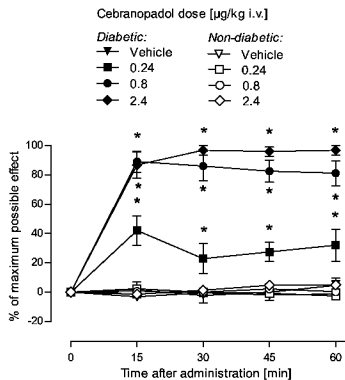 Cebranopadol dose [µg/kg i.v.]
Diabetic: Non-diabetic:
Vehicle Vehicle
0.24 0.24
0.8 0.8
2.4 2.4
% of maximum possible effect
100
80
60
40
20
0
-20
* * * *
* * * *
* * * *
0 15 30 45 60
Time after administration [min]